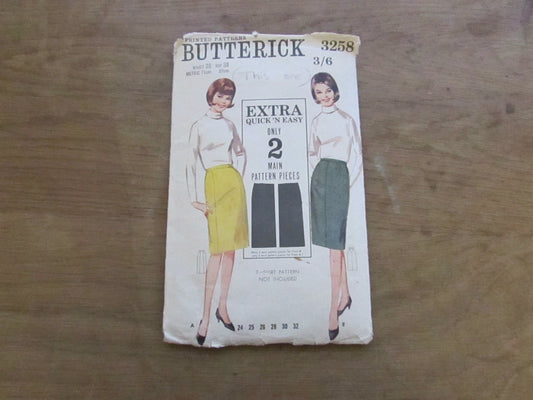 PRINTED PATTERNS
BUTTERICK 3258
3/6
(This one)
EXTRA
QUICK 'N EASY
ONLY
2
MAIN
PATTERN PIECES
T-SHIRT PATTERN
NOT INCLUDED
A 24 25 26 28 30 32 B